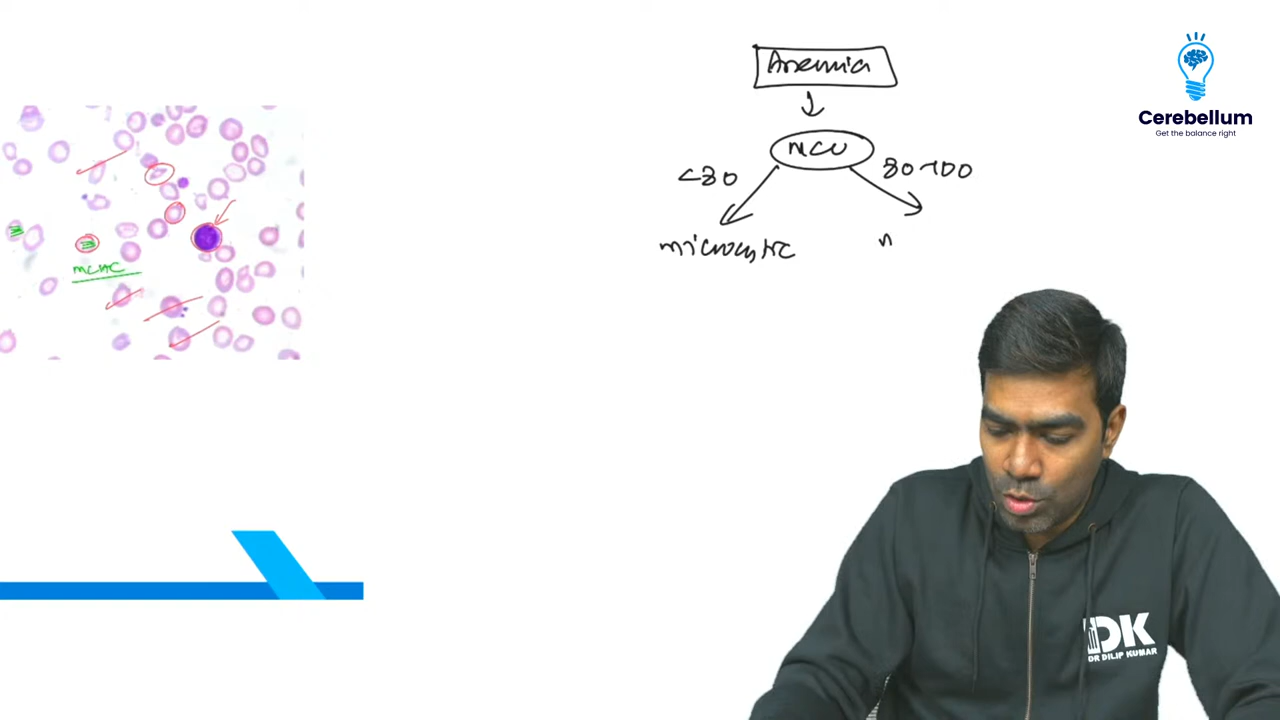 Anemia
MCV
<80
80-100
microcytic
n
MCHC
Cerebellum
Get the balance right
DK
DR DILIP KUMAR